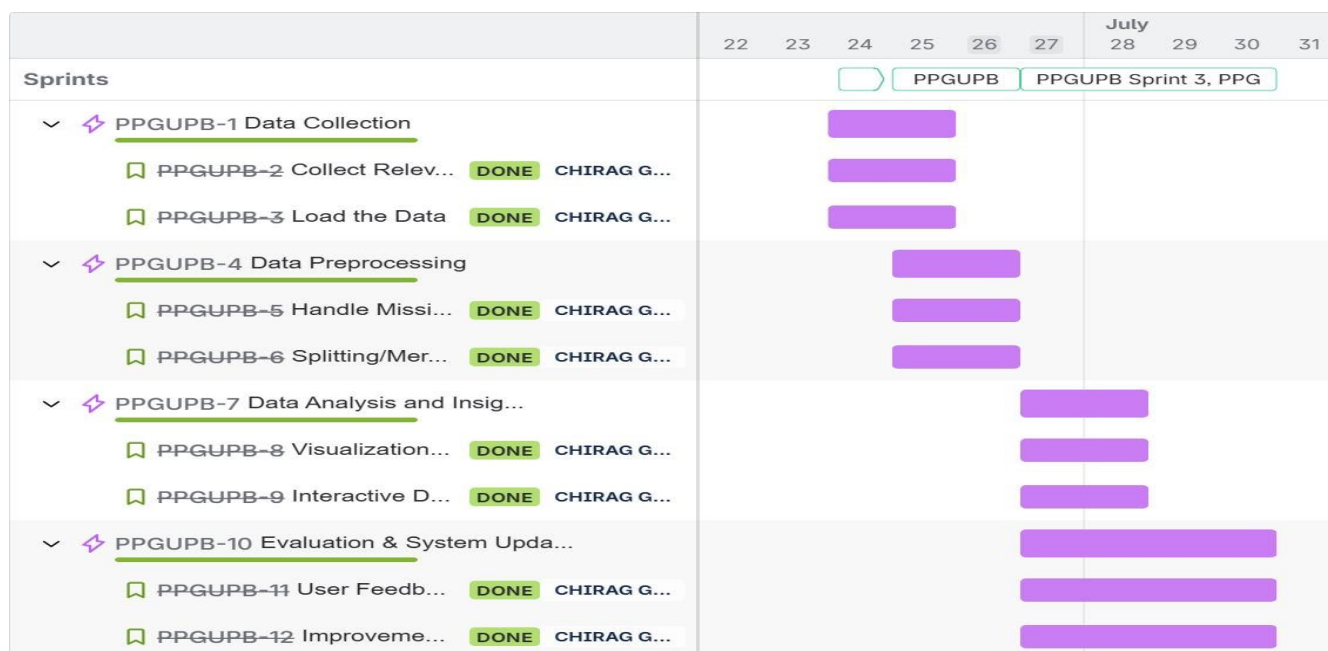 July
22 23 24 25 26 27 28 29 30 31
Sprints PPGUPB PPGUPB Sprint 3, PPG
PPGUPB-1 Data Collection
PPGUPB-2 Collect Relev... DONE CHIRAG G...
PPGUPB-3 Load the Data DONE CHIRAG G...
PPGUPB-4 Data Preprocessing
PPGUPB-5 Handle Missi... DONE CHIRAG G...
PPGUPB-6 Splitting/Mer... DONE CHIRAG G...
PPGUPB-7 Data Analysis and Insig...
PPGUPB-8 Visualization... DONE CHIRAG G...
PPGUPB-9 Interactive D... DONE CHIRAG G...
PPGUPB-10 Evaluation & System Upda...
PPGUPB-11 User Feedb... DONE CHIRAG G...
PPGUPB-12 Improveme... DONE CHIRAG G...